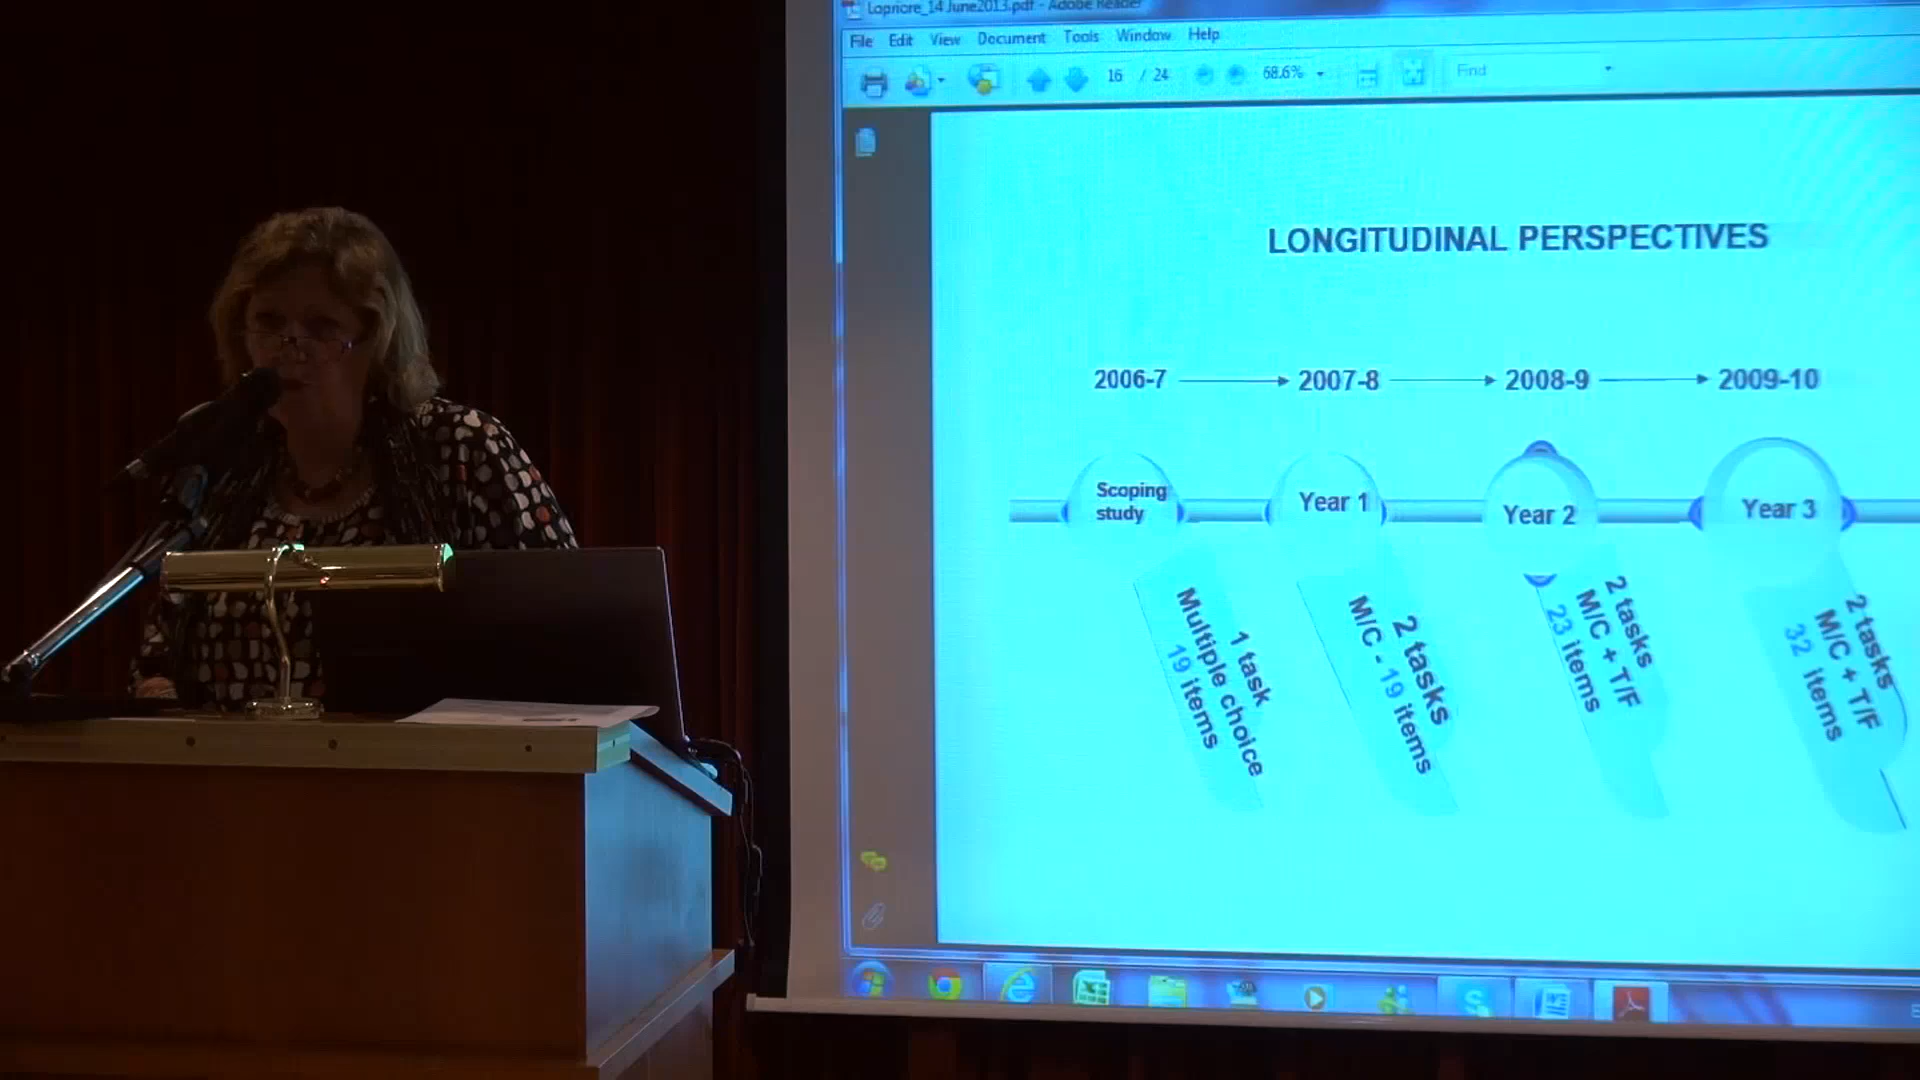 Lapriore_14 June2013.pdf - Adobe Reader
File Edit View Document Tools Window Help
16 / 24 68.6% Find
LONGITUDINAL PERSPECTIVES
2006-7 2007-8 2008-9 2009-10
Scoping
study
Year 1
Year 2
Year 3
1 task
Multiple choice
19 items
2 tasks
M/C - 19 items
2 tasks
M/C + T/F
23 items
2 tasks
M/C + T/F
32 items